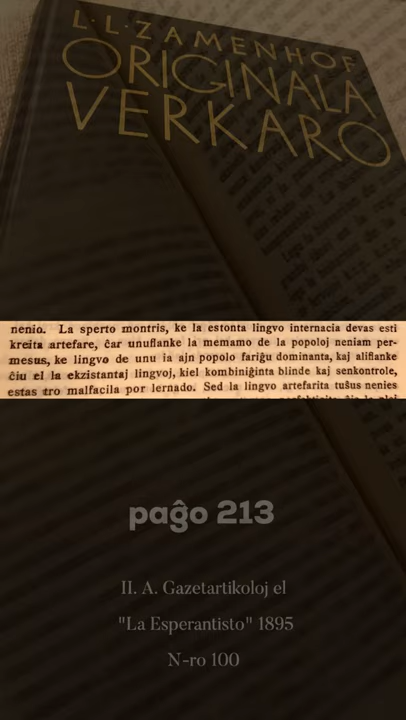 L·L·ZAMENHOF
ORIGINALA
VERKARO
nenio. La sperto montris, ke la estonta lingvo internacia devas esti
kreita artefare, ĉar unuflanke la memamo de la popoloj neniam per-
mesus, ke lingvo de unu ia ajn popolo fariĝu dominanta, kaj aliflanke
ĉiu el la ekzistantaj lingvoj, kiel kombiniĝinta blinde kaj senkontrole,
estas tro malfacila por lernado. Sed la lingvo artefarita tuŝus nenies
paĝo 213
II. A. Gazetartikoloj el
"La Esperantisto" 1895
N-ro 100